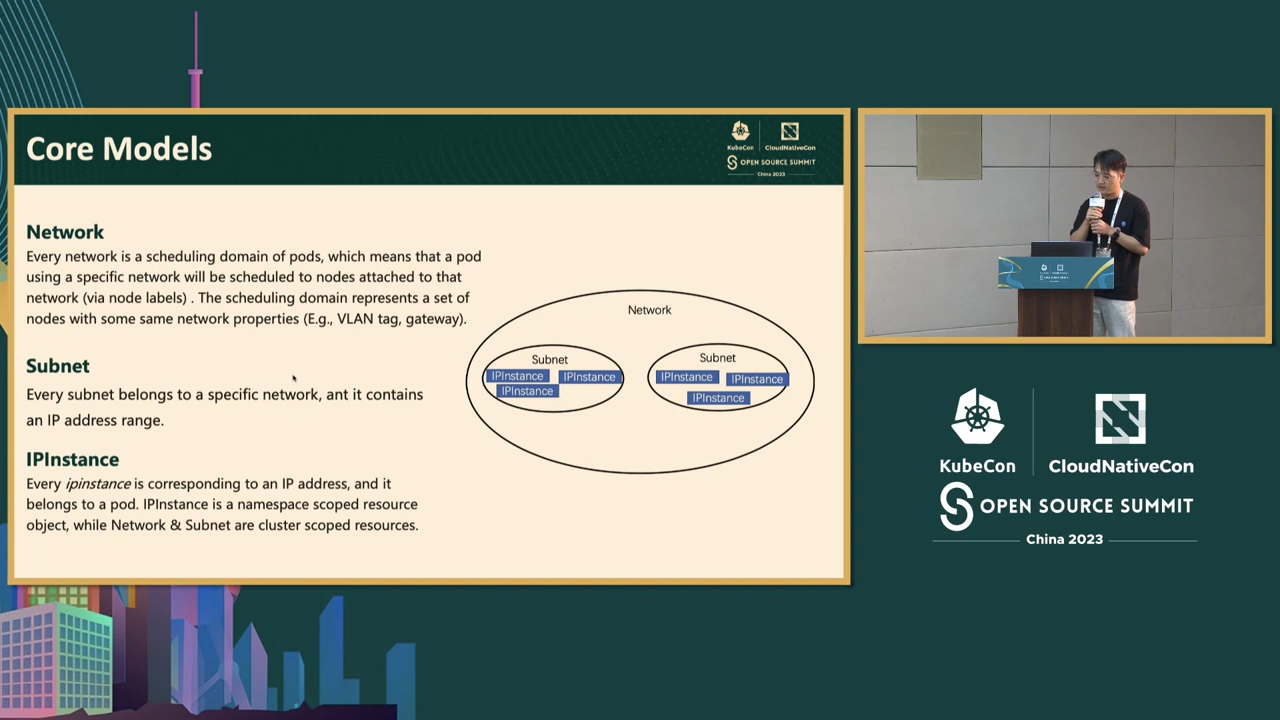 Core Models
KubeCon
CloudNativeCon
OPEN SOURCE SUMMIT
China 2023
Network
Every network is a scheduling domain of pods, which means that a pod
using a specific network will be scheduled to nodes attached to that
network (via node labels) . The scheduling domain represents a set of
nodes with some same network properties (E.g., VLAN tag, gateway).
Subnet
Every subnet belongs to a specific network, ant it contains
an IP address range.
IPInstance
Every ipinstance is corresponding to an IP address, and it
belongs to a pod. IPInstance is a namespace scoped resource
object, while Network & Subnet are cluster scoped resources.
Network
Subnet
IPInstance
IPInstance
IPInstance
Subnet
IPInstance
IPInstance
IPInstance
KubeCon
CloudNativeCon
OPEN SOURCE SUMMIT
China 2023